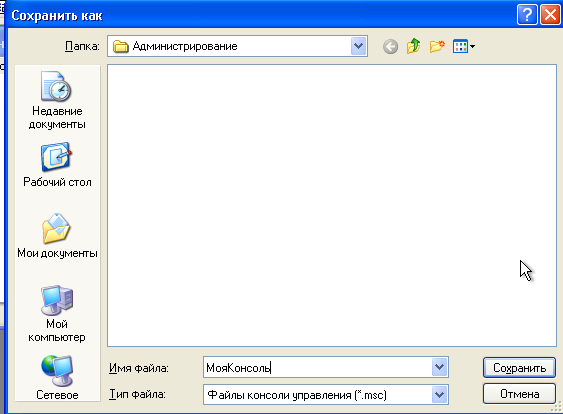 Сохранить как
Папка: Администрирование
Недавние
документы
Рабочий стол
Мои документы
Мой
компьютер
Сетевое
Имя файла: МояКонсоль
Сохранить
Тип файла: Файлы консоли управления (*.msc)
Отмена